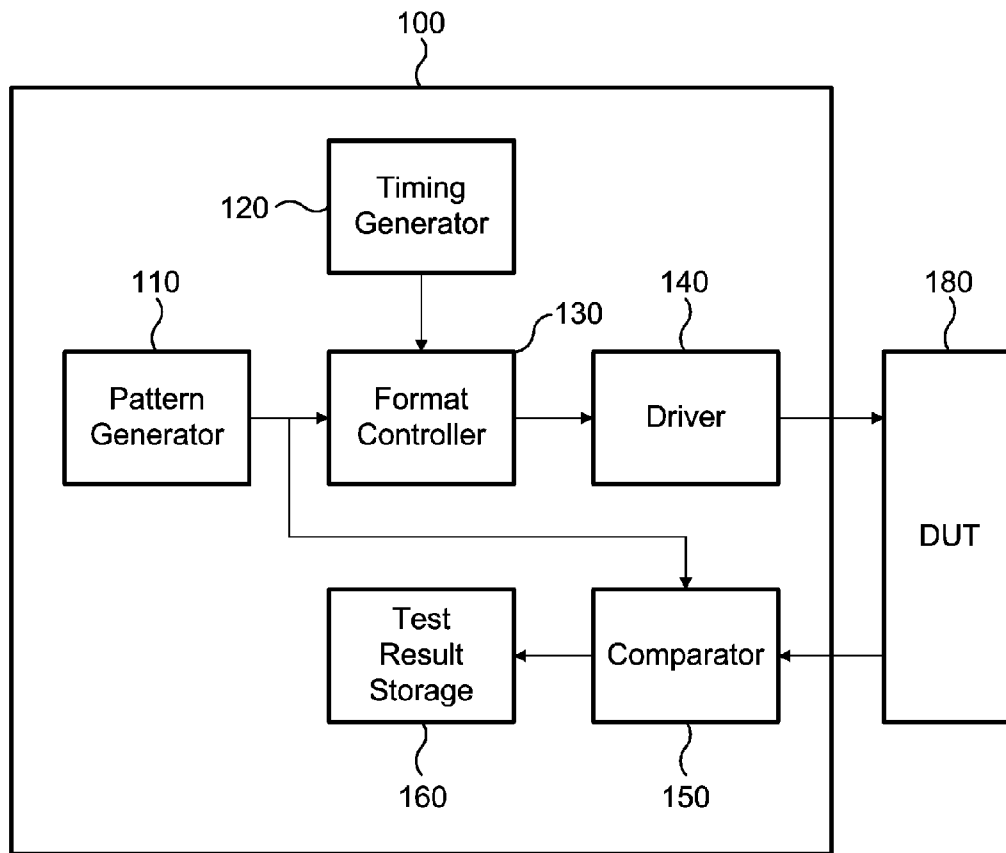 100
Timing
Generator
120
110
130
140
180
Pattern
Generator
Format
Controller
Driver
DUT
Test
Result
Storage
Comparator
160
150